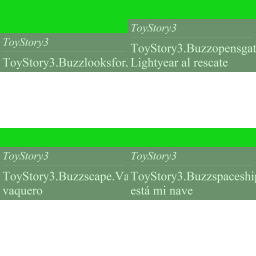 ToyStory3
ToyStory3.Buzzlooksfor.
ToyStory3
ToyStory3.Buzzopensgat
Lightyear al rescate
ToyStory3
ToyStory3.Buzzscape.Va
vaquero
ToyStory3
ToyStory3.Buzzspaceship
está mi nave